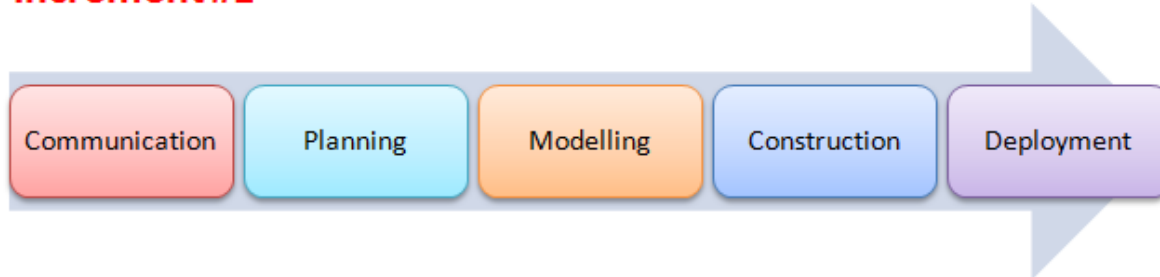 Communication
Planning
Modelling
Construction
Deployment